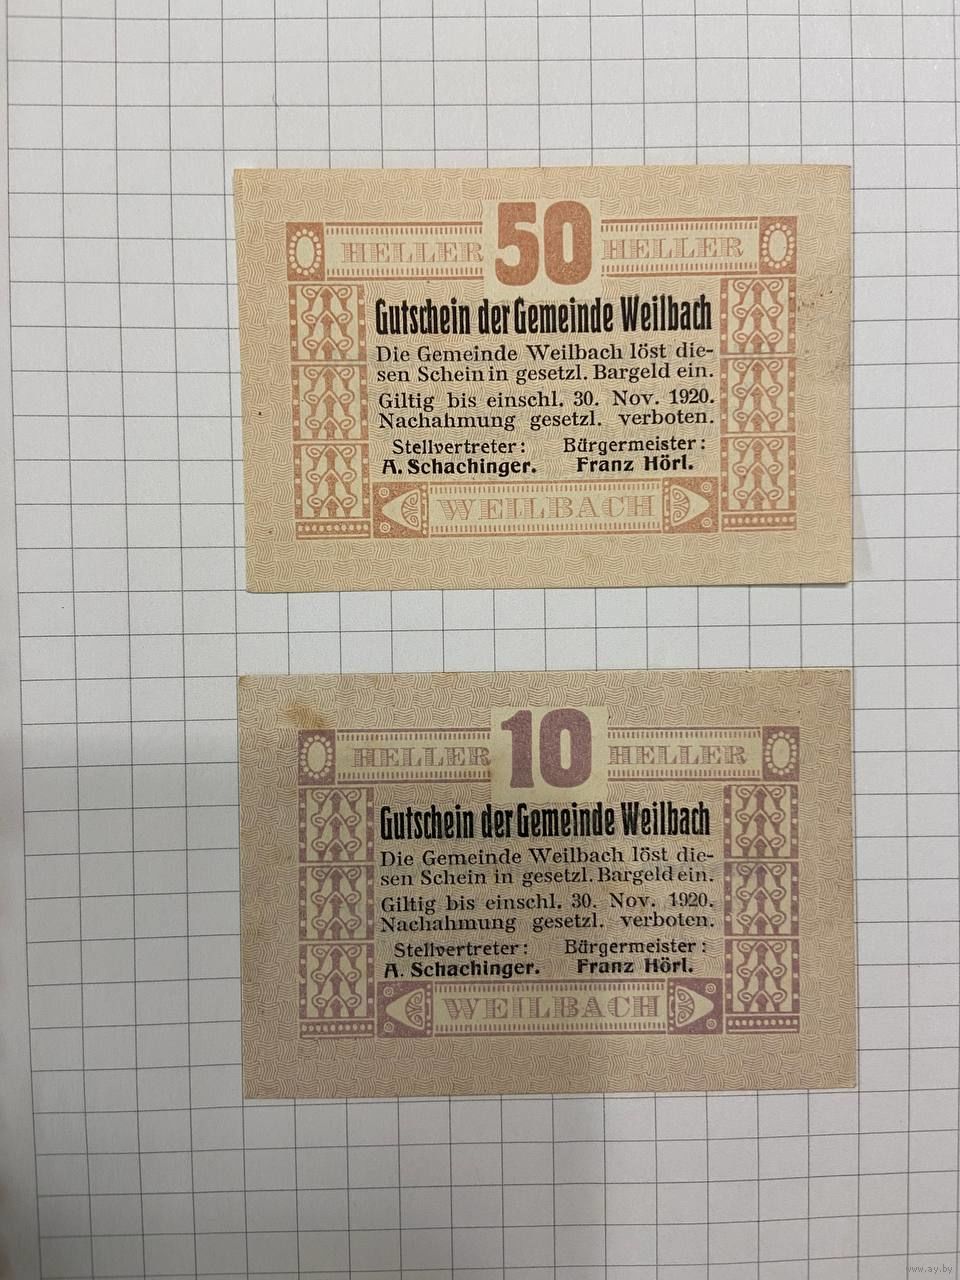 HELLER 50 HELLER
Gutschein der Gemeinde Weilbach
Die Gemeinde Weilbach löst die-
sen Schein in gesetzl. Bargeld ein.
Giltig bis einschl. 30. Nov. 1920.
Nachahmung gesetzl. verboten.
Stellvertreter: Bürgermeister:
A. Schachinger. Franz Hörl.
WEILBACH
HELLER 10 HELLER
Gutschein der Gemeinde Weilbach
Die Gemeinde Weilbach löst die-
sen Schein in gesetzl. Bargeld ein.
Giltig bis einschl. 30. Nov. 1920.
Nachahmung gesetzl. verboten.
Stellvertreter: Bürgermeister:
A. Schachinger. Franz Hörl.
WEILBACH
www.ay.by